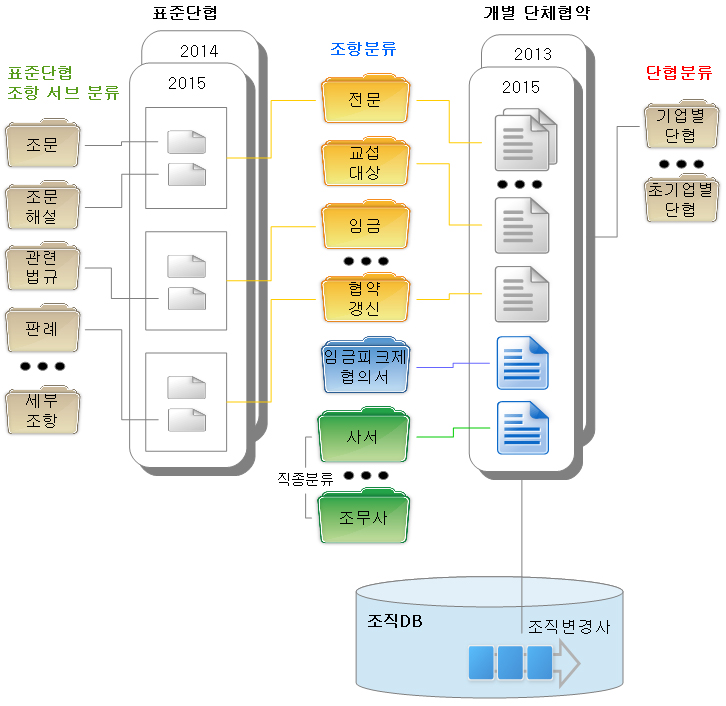 표준단협
개별 단체협약
2014
2015
조항분류
2013
2015
표준단협
조항 서브 분류
단협분류
조문
조문
해설
관련
법규
판례
세부
조항
전문
교섭
대상
임금
협약
갱신
임금피크제
협의서
사서
직종분류
조무사
기업별
단협
초기업별
단협
조직DB
조직변경사